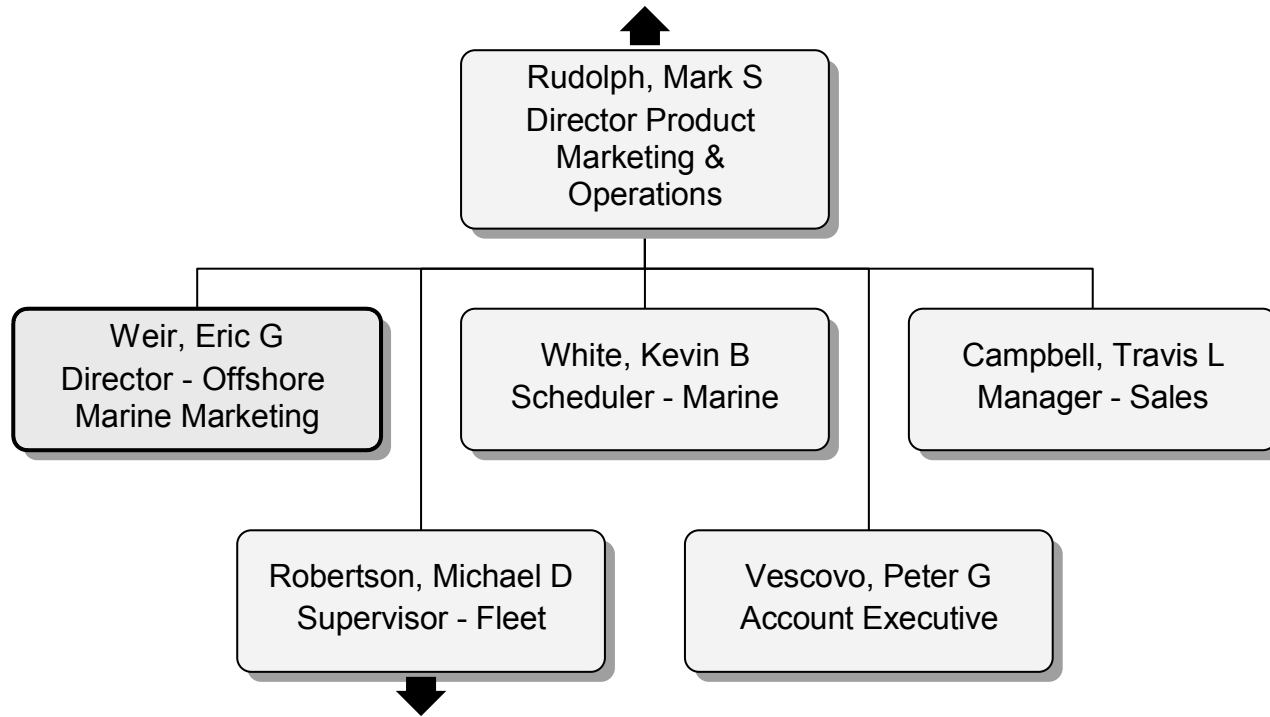 Rudolph, Mark S
Director Product
Marketing &
Operations
Weir, Eric G
Director - Offshore
Marine Marketing
White, Kevin B
Scheduler - Marine
Campbell, Travis L
Manager - Sales
Robertson, Michael D
Supervisor - Fleet
Vescovo, Peter G
Account Executive